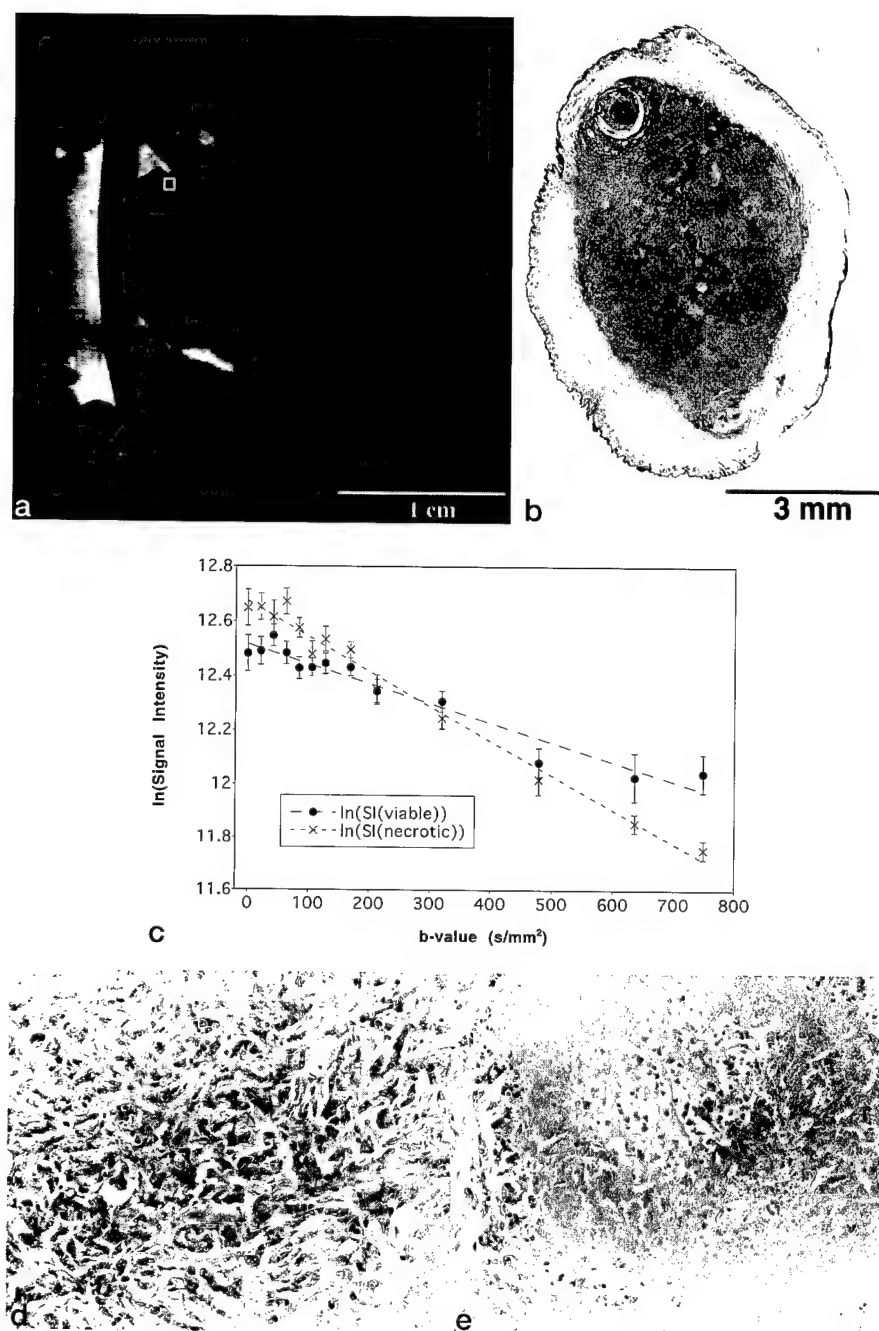 a
1 cm
b
3 mm
12.8
12.6
12.4
12.2
12
11.8
11.6
ln(Signal Intensity)
ln(SI(viable))
ln(SI(necrotic))
0 100 200 300 400 500 600 700 800
b-value (s/mm²)
c
d
e